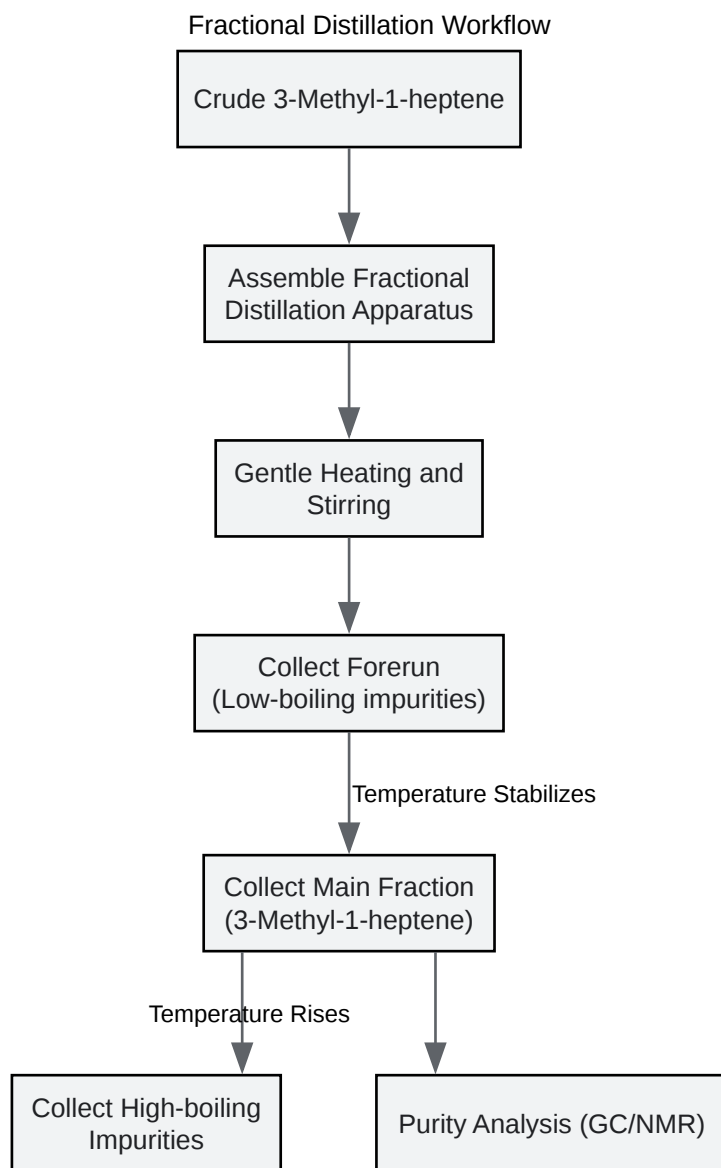 Fractional Distillation Workflow
Crude 3-Methyl-1-heptene
Assemble Fractional
Distillation Apparatus
Gentle Heating and
Stirring
Collect Forerun
(Low-boiling impurities)
Temperature Stabilizes
Collect Main Fraction
(3-Methyl-1-heptene)
Temperature Rises
Collect High-boiling
Impurities
Purity Analysis (GC/NMR)